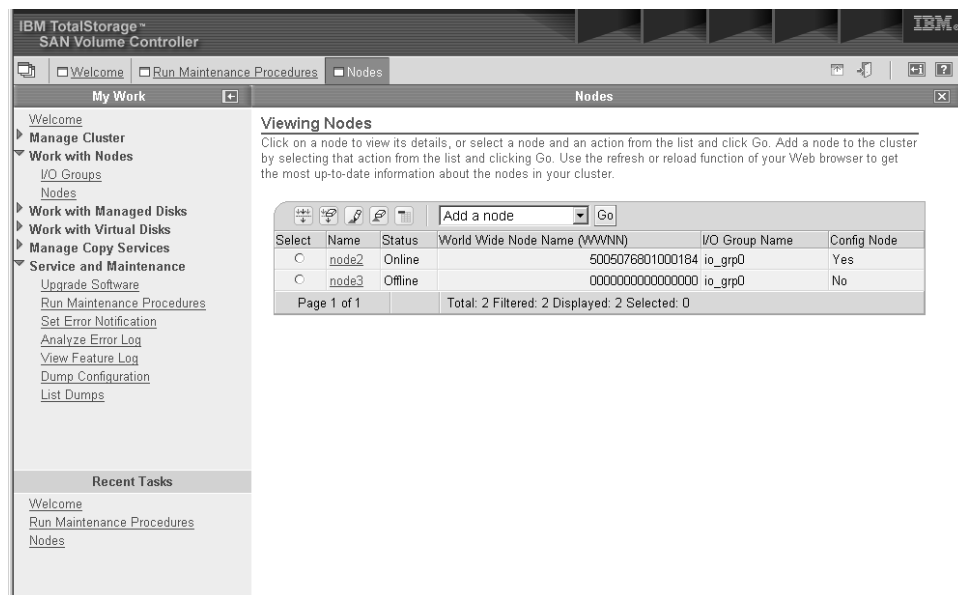 IBM TotalStorage™
SAN Volume Controller
IBM®
Welcome
Run Maintenance Procedures
Nodes
My Work
Nodes
Welcome
Manage Cluster
Work with Nodes
I/O Groups
Nodes
Work with Managed Disks
Work with Virtual Disks
Manage Copy Services
Service and Maintenance
Upgrade Software
Run Maintenance Procedures
Set Error Notification
Analyze Error Log
View Feature Log
Dump Configuration
List Dumps
Recent Tasks
Welcome
Run Maintenance Procedures
Nodes
Viewing Nodes
Click on a node to view its details, or select a node and an action from the list and click Go. Add a node to the cluster
by selecting that action from the list and clicking Go. Use the refresh or reload function of your Web browser to get
the most up-to-date information about the nodes in your cluster.
Add a node Go
Select Name Status World Wide Node Name (WWNN) I/O Group Name Config Node
node2 Online 5005076801000184 io_grp0 Yes
node3 Offline 0000000000000000 io_grp0 No
Page 1 of 1 Total: 2 Filtered: 2 Displayed: 2 Selected: 0